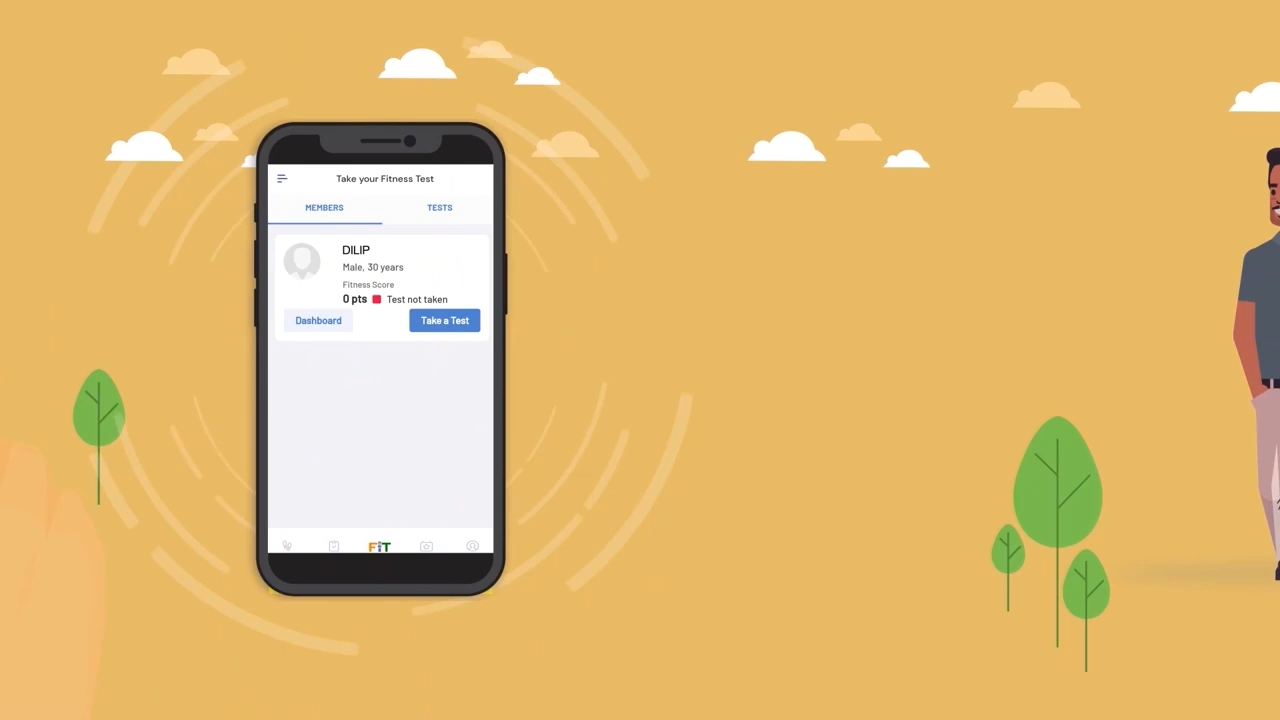 Take your Fitness Test
MEMBERS TESTS
DILIP
Male, 30 years
Fitness Score
0 pts Test not taken
Dashboard Take a Test
FiT